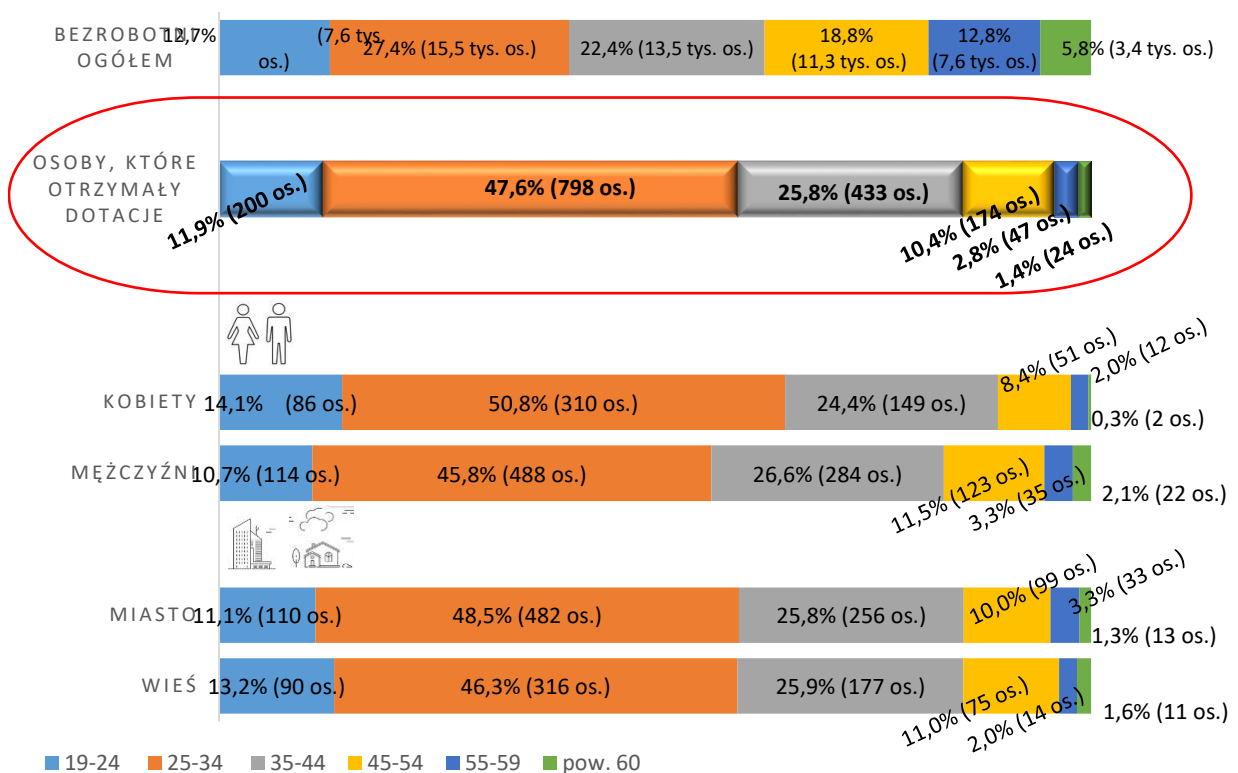 BEZROBOTNI
OGÓŁEM
12,7% (7,6 tys.
os.)
27,4% (15,5 tys. os.)
22,4% (13,5 tys. os.)
18,8%
(11,3 tys. os.)
12,8%
(7,6 tys. os.)
5,8% (3,4 tys. os.)
OSOBY, KTÓRE
OTRZYMAŁY
DOTACJE
11,9% (200 os.)
47,6% (798 os.)
25,8% (433 os.)
10,4% (174 os.)
2,8% (47 os.)
1,4% (24 os.)
KOBIETY
14,1% (86 os.)
50,8% (310 os.)
24,4% (149 os.)
8,4% (51 os.)
2,0% (12 os.)
0,3% (2 os.)
MĘŻCZYŹNI
10,7% (114 os.)
45,8% (488 os.)
26,6% (284 os.)
11,5% (123 os.)
3,3% (35 os.)
2,1% (22 os.)
MIASTO
11,1% (110 os.)
48,5% (482 os.)
25,8% (256 os.)
10,0% (99 os.)
3,3% (33 os.)
1,3% (13 os.)
WIEŚ
13,2% (90 os.)
46,3% (316 os.)
25,9% (177 os.)
11,0% (75 os.)
2,0% (14 os.)
1,6% (11 os.)
19-24 25-34 35-44 45-54 55-59 pow. 60